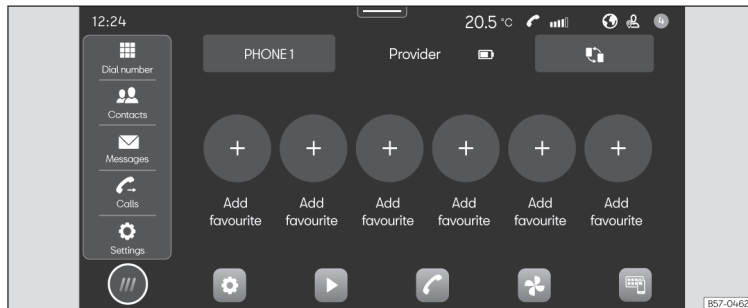 12:24
20.5 °C
4
Dial number
Contacts
Messages
Calls
Settings
PHONE 1
Provider
Add
favourite
Add
favourite
Add
favourite
Add
favourite
Add
favourite
Add
favourite
B57-0462